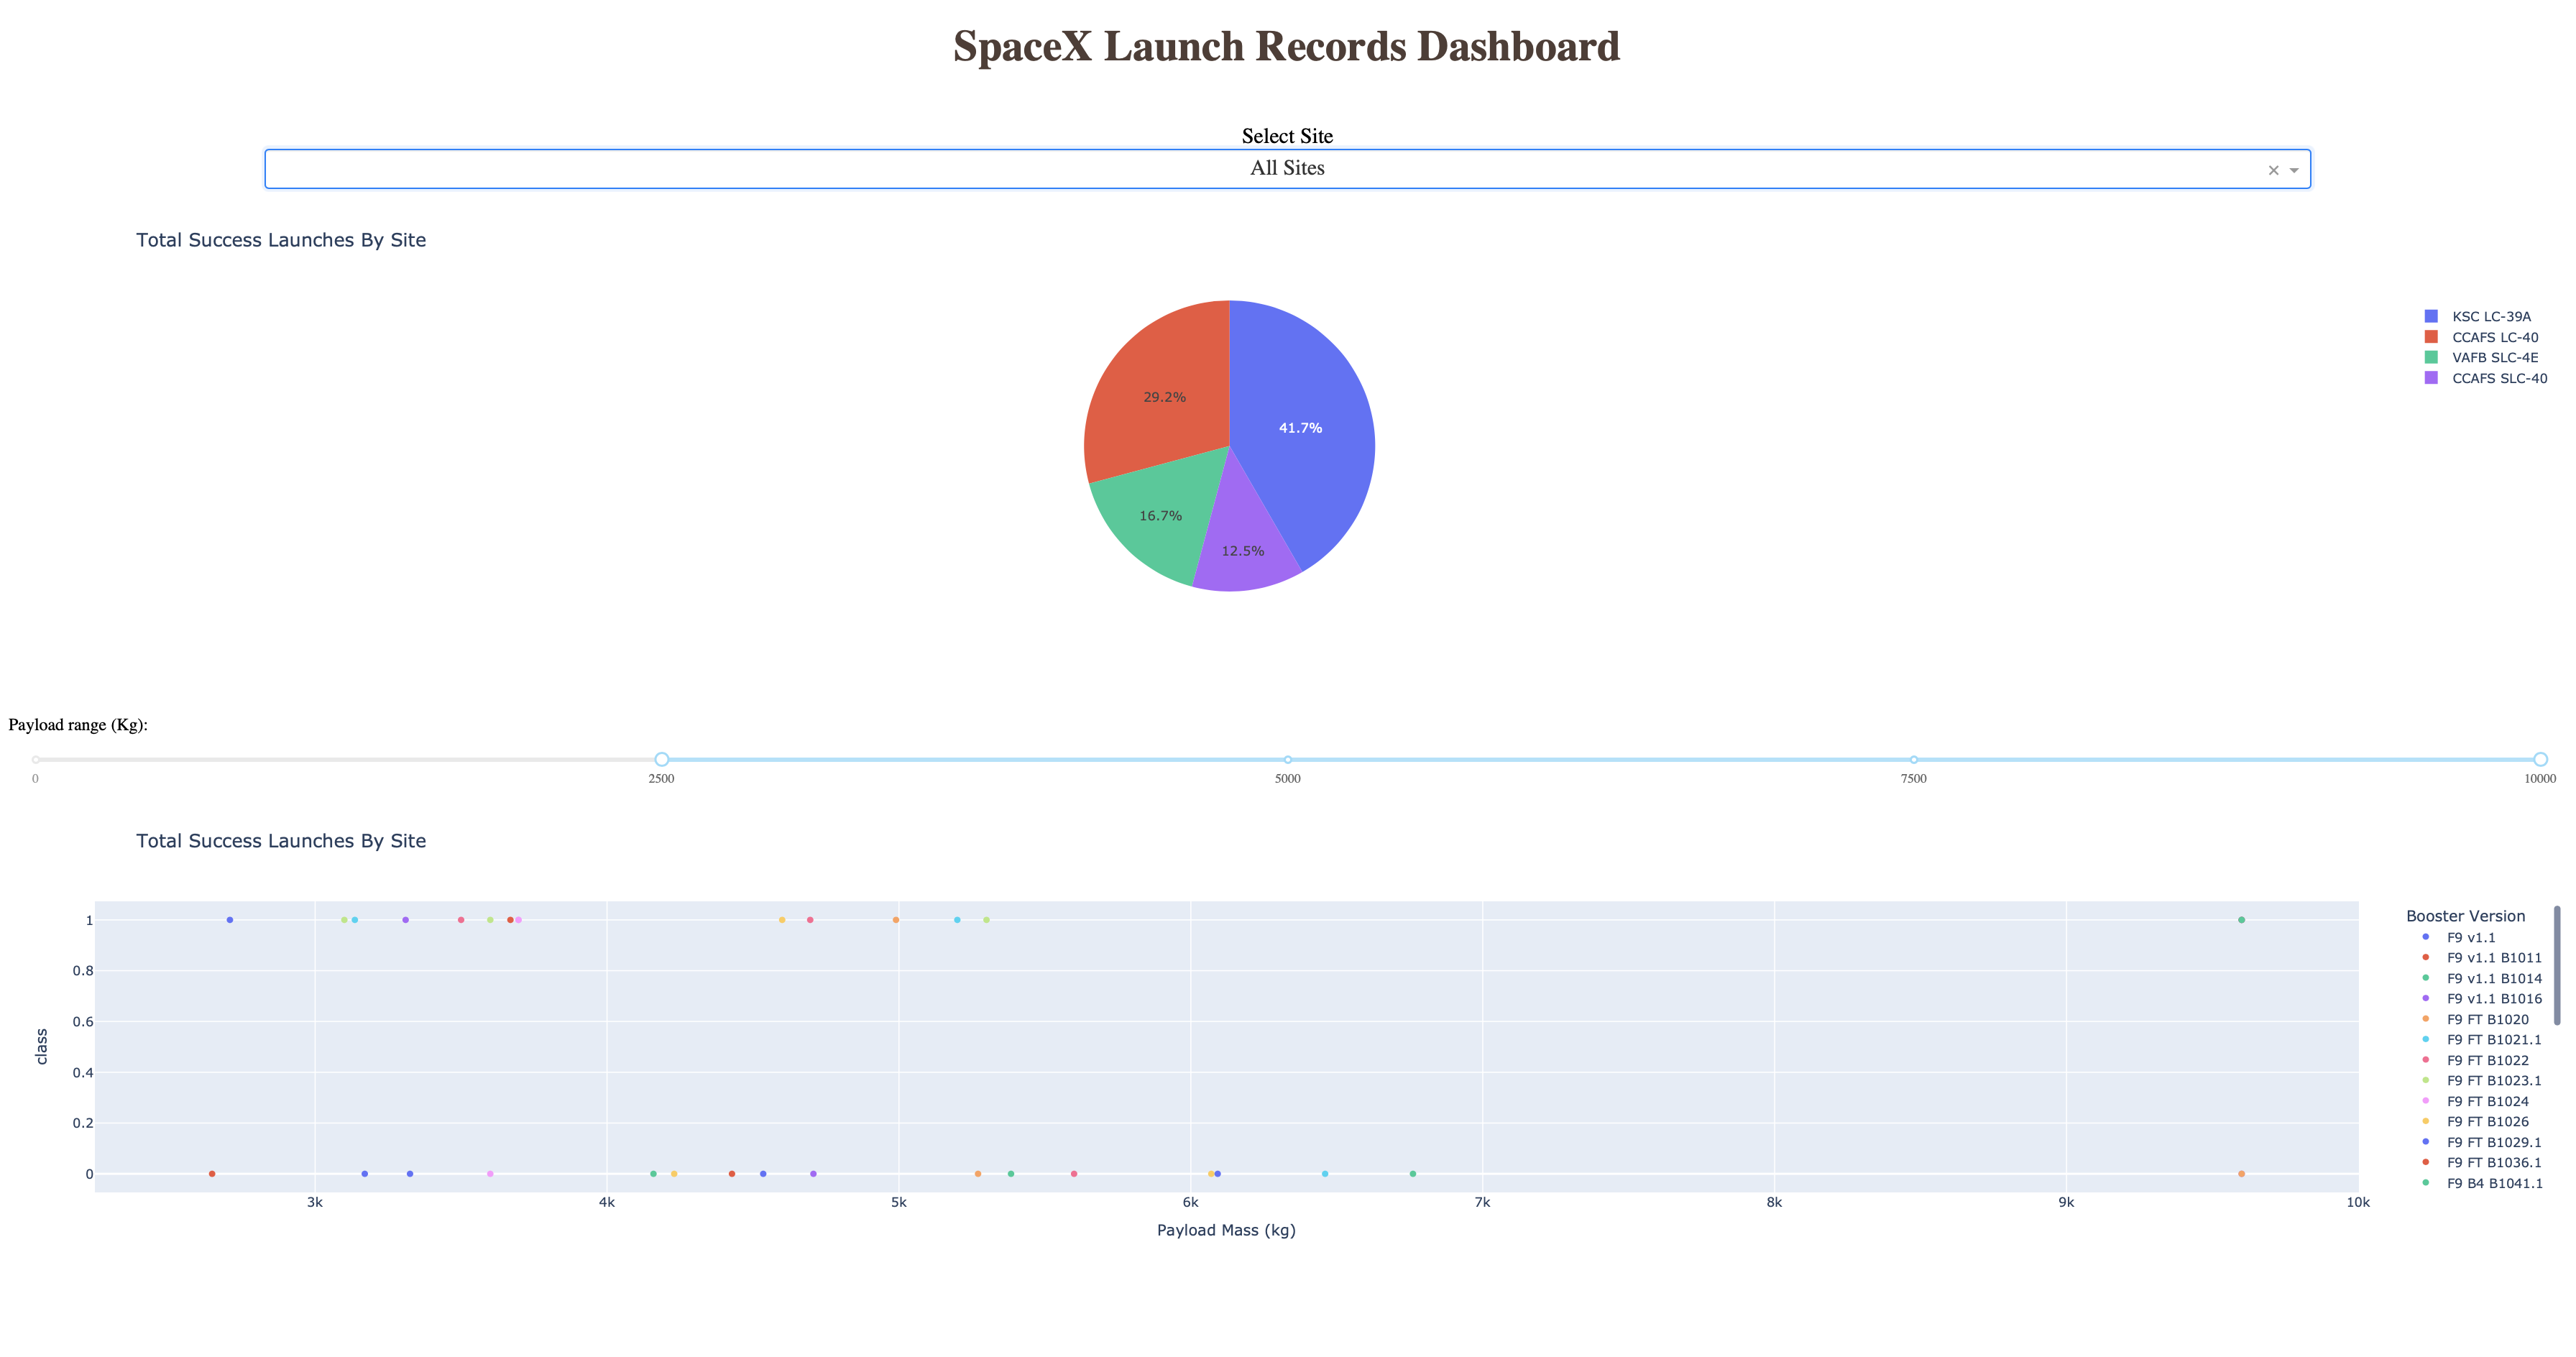 SpaceX Launch Records Dashboard
Select Site
All Sites
Total Success Launches By Site
KSC LC-39A
CCAFS LC-40
VAFB SLC-4E
CCAFS SLC-40
29.2%
41.7%
16.7%
12.5%
Payload range (Kg):
0 2500 5000 7500 10000
Total Success Launches By Site
1
0.8
0.6
0.4
0.2
0
class
3k 4k 5k 6k 7k 8k 9k 10k
Payload Mass (kg)
Booster Version
F9 v1.1
F9 v1.1 B1011
F9 v1.1 B1014
F9 v1.1 B1016
F9 FT B1020
F9 FT B1021.1
F9 FT B1022
F9 FT B1023.1
F9 FT B1024
F9 FT B1026
F9 FT B1029.1
F9 FT B1036.1
F9 B4 B1041.1